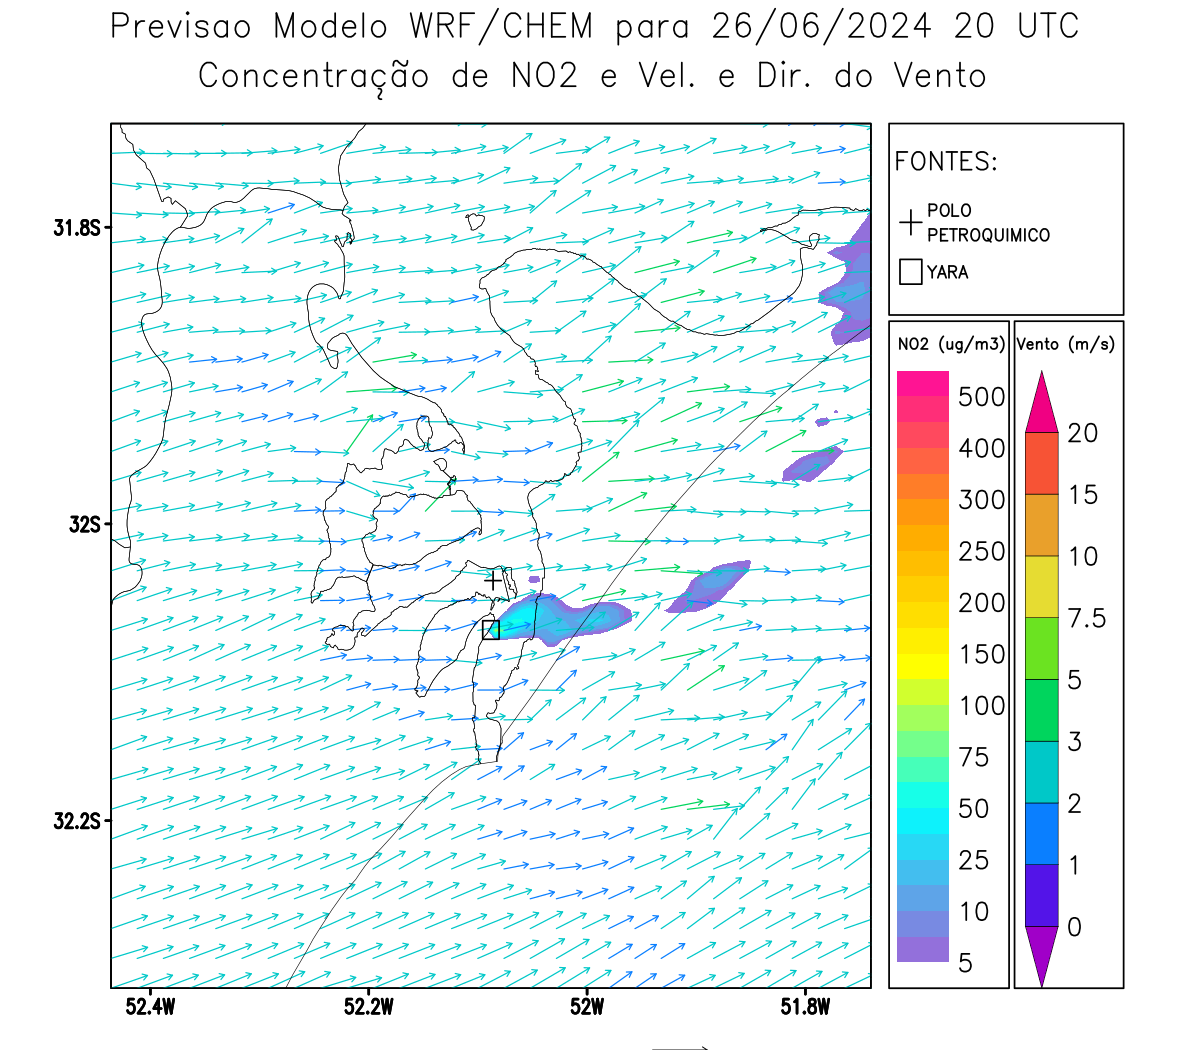 Previsao Modelo WRF/CHEM para 26/06/2024 20 UTC
Concentração de NO2 e Vel. e Dir. do Vento
FONTES:
POLO
PETROQUIMICO
YARA
NO2 (ug/m3)
500
400
300
250
200
150
100
75
50
25
10
5
Vento (m/s)
20
15
10
7.5
5
3
2
1
0
31.8S
32S
32.2S
52.4W
52.2W
52W
51.8W